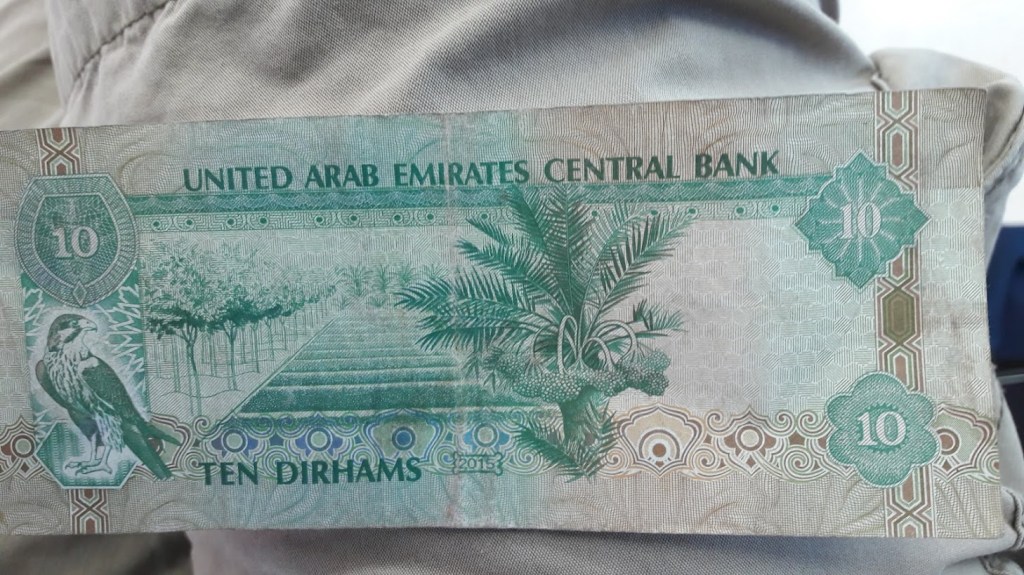 UNITED ARAB EMIRATES CENTRAL BANK
10
10
10
TEN DIRHAMS
2015